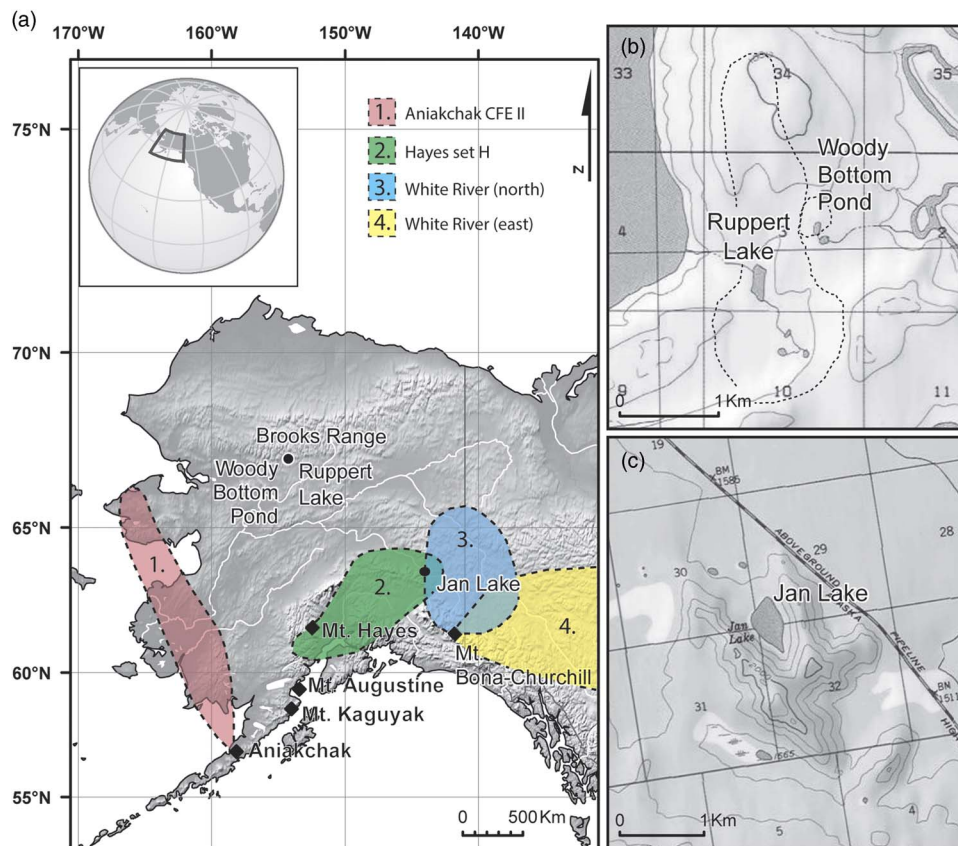 (a)
170°W
160°W
150°W
140°W
75°N
70°N
65°N
60°N
55°N
1. Aniakchak CFE II
2. Hayes set H
3. White River (north)
4. White River (east)
N
Brooks Range
Woody
Bottom
Pond
Ruppert
Lake
1.
2.
3.
4.
Jan Lake
Mt. Hayes
Mt
Bona-Churchill
Mt. Augustine
Mt. Kaguyak
Aniakchak
0 500 Km
(b)
33
34
35
Woody
Bottom
Pond
Ruppert
Lake
4
3
2
9
10
11
0 1 Km
(c)
19
BM
1585
28
29
30
ABOVEGROUND
PIPELINE
Jan Lake
Jan
Lake
32
31
BM
1511
1665
4
5
0 1 Km